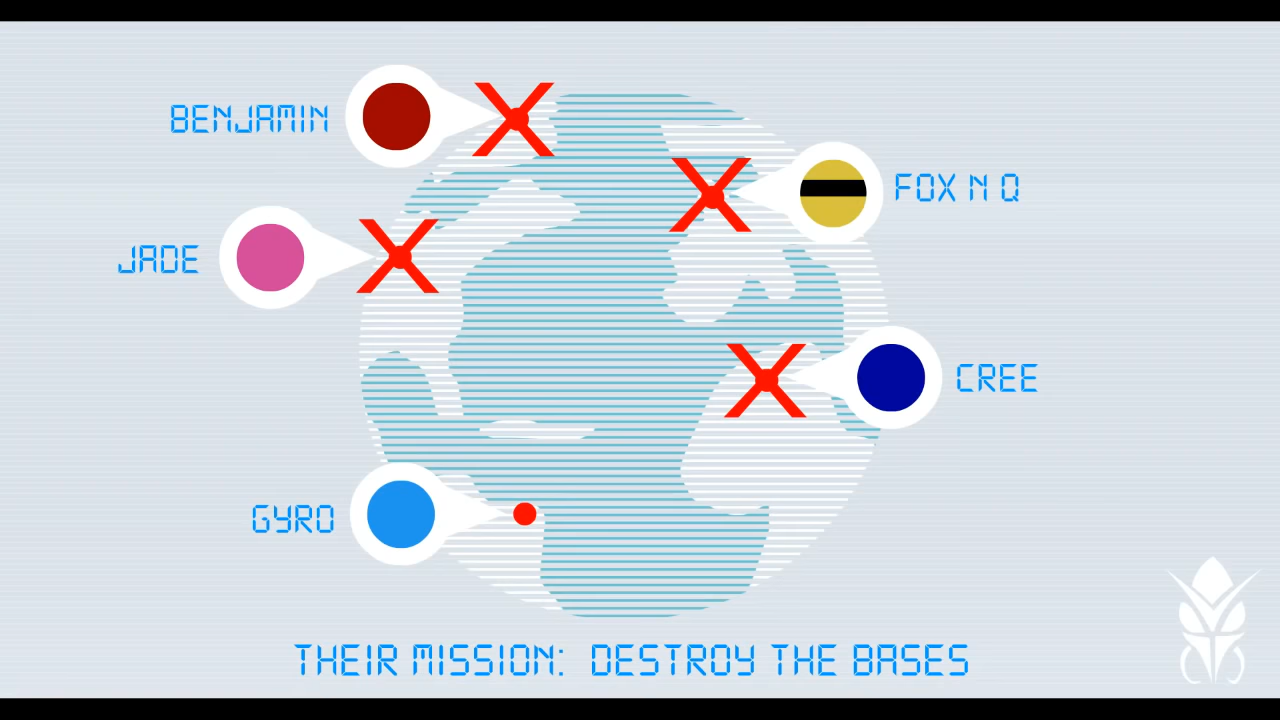 BENJAMIN
FOX N Q
JADE
CREE
GYRO
THEIR MISSION: DESTROY THE BASES